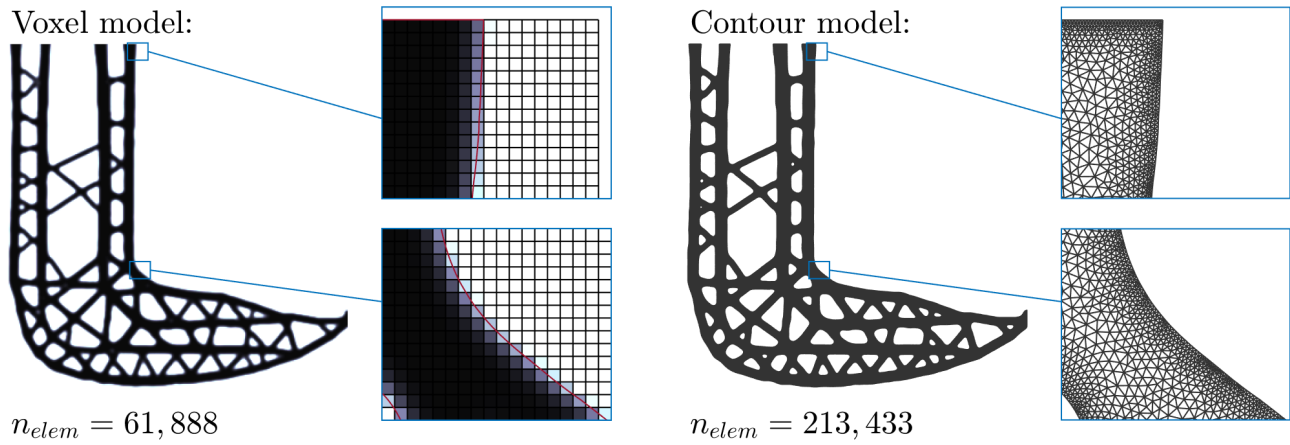 Voxel model:
Contour model:
n_elem = 61,888
n_elem = 213,433